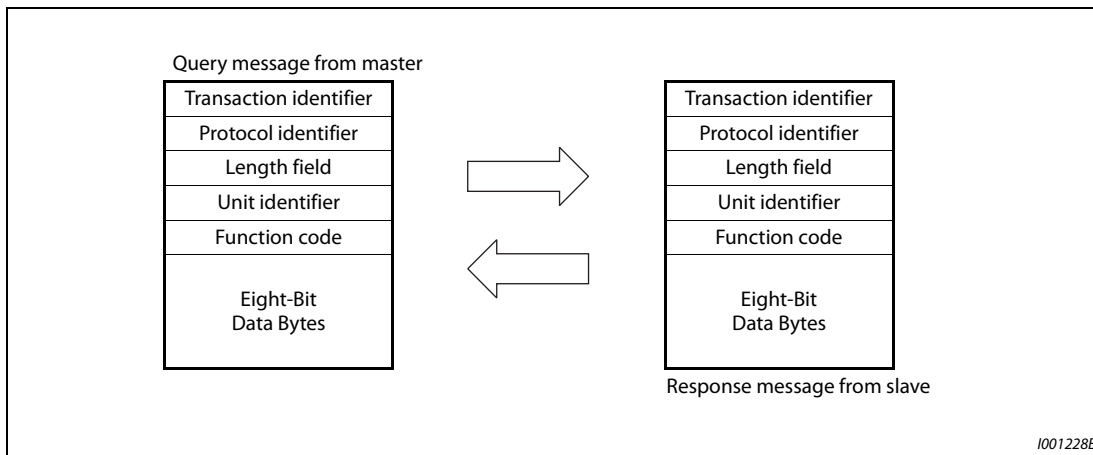 Query message from master
Transaction identifier
Protocol identifier
Length field
Unit identifier
Function code
Eight-Bit
Data Bytes
Transaction identifier
Protocol identifier
Length field
Unit identifier
Function code
Eight-Bit
Data Bytes
Response message from slave
I001228E